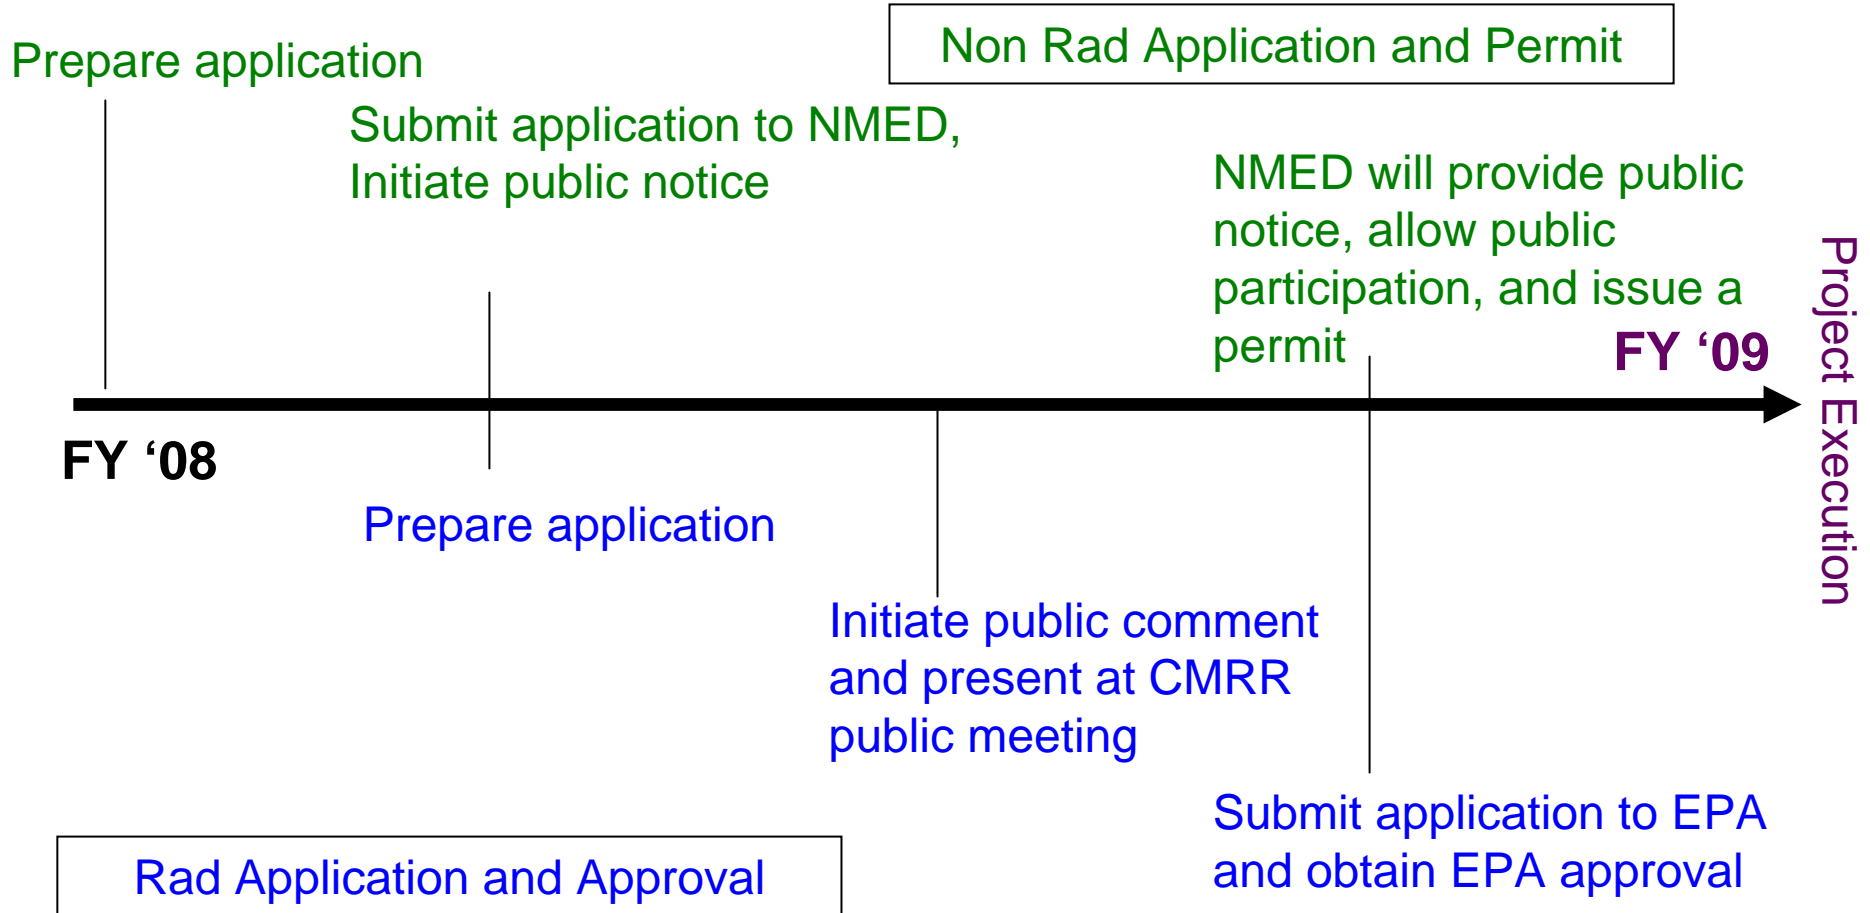 Non Rad Application and Permit
Prepare application
Submit application to NMED,
Initiate public notice
NMED will provide public
notice, allow public
participation, and issue a
permit
FY ‘09
Project Execution
FY ‘08
Prepare application
Initiate public comment
and present at CMRR
public meeting
Submit application to EPA
and obtain EPA approval
Rad Application and Approval